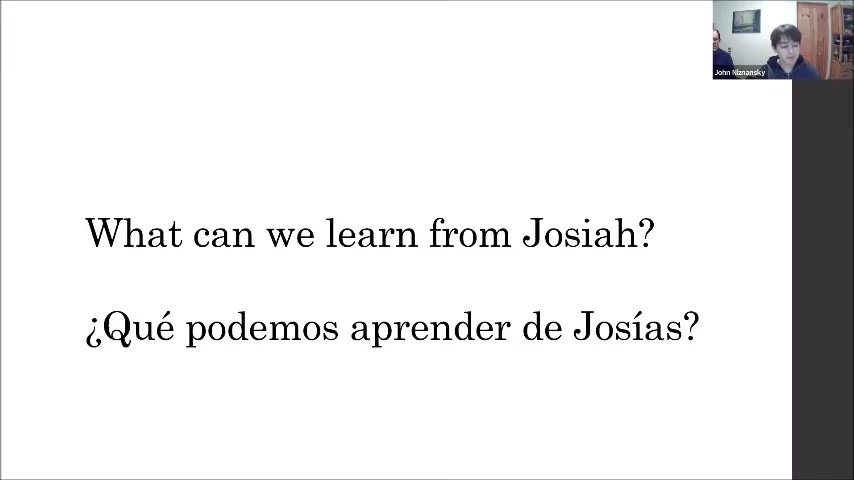 John Niznansky
What can we learn from Josiah?
¿Qué podemos aprender de Josías?